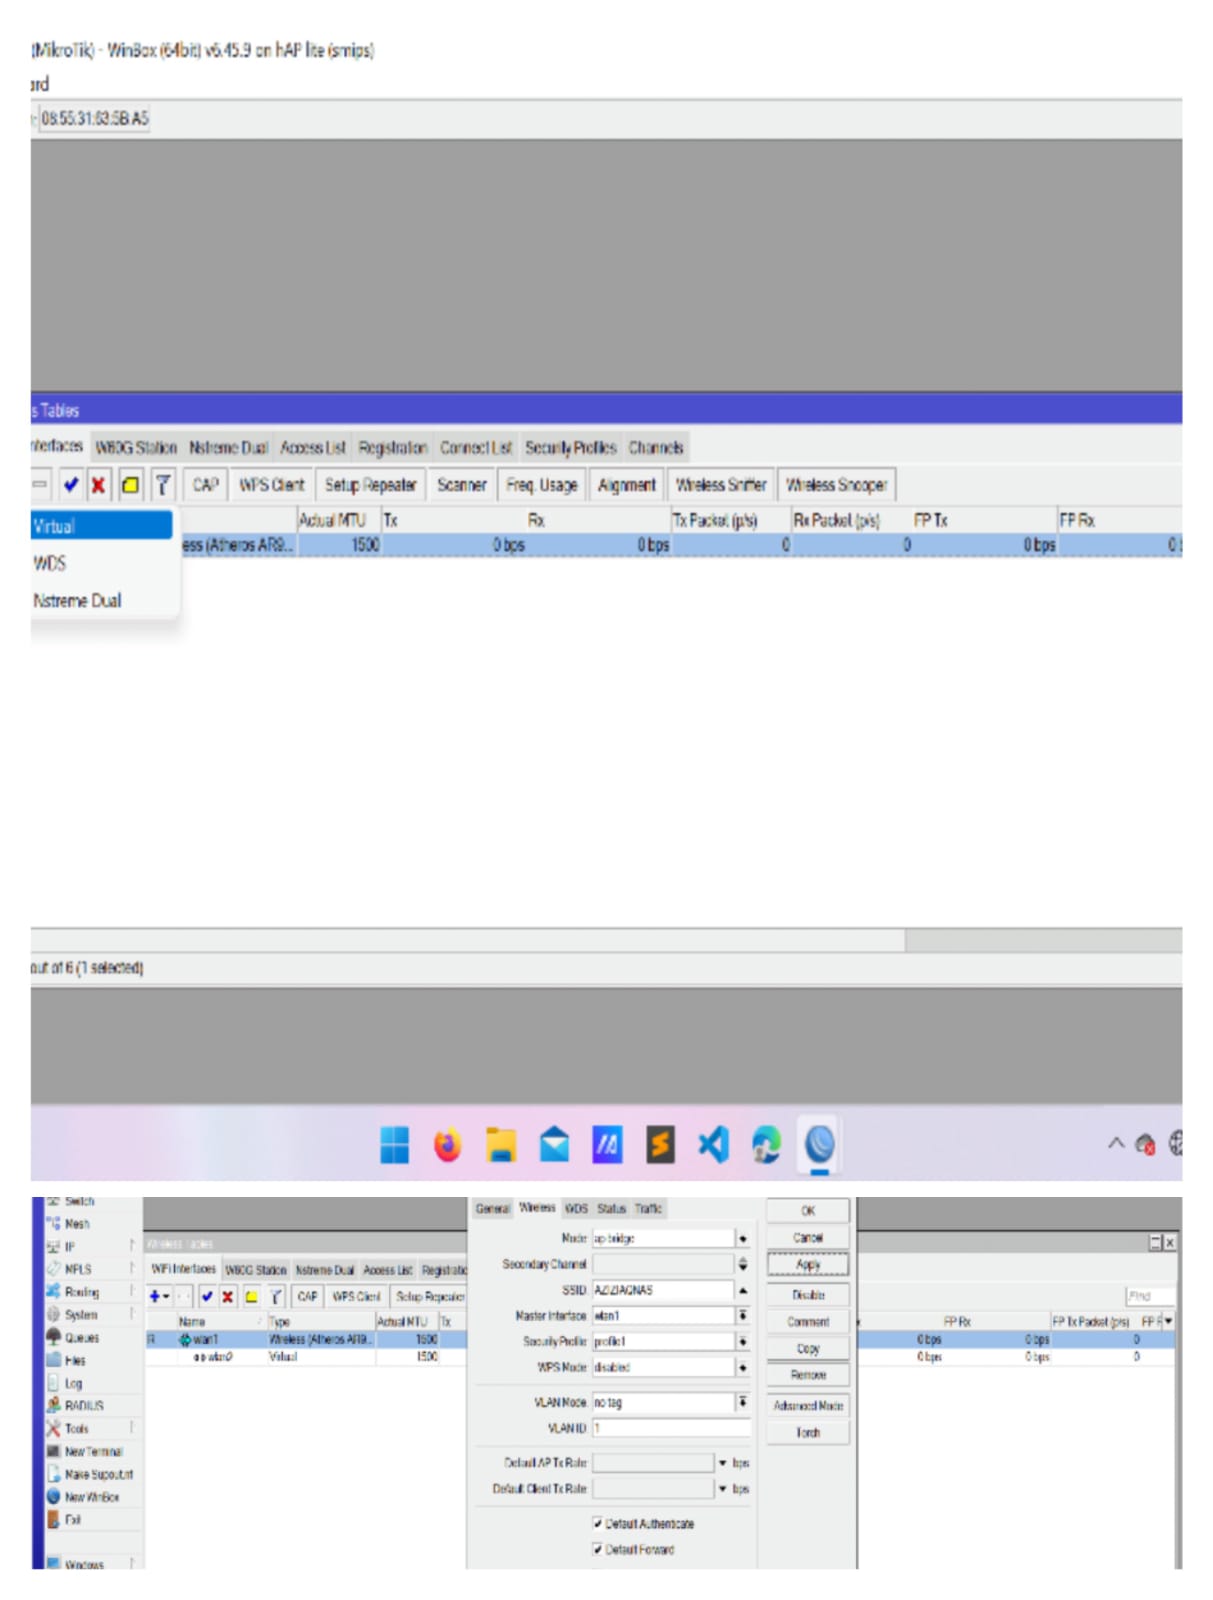 (MikroTik) - WinBox (64bit) v6.45.9 on hAP lite (smips)
ard
08:55:31:63:5B:A5
s Tables
nterfaces W60G Station Nstreme Dual Access List Registration Connect List Security Profiles Channels
CAP WPS Client Setup Repeater Scanner Freq. Usage Alignment Wireless Sniffer Wireless Snooper
Actual MTU Tx Rx Tx Packet (p/s) Rx Packet (p/s) FP Tx FP Rx
Virtual
ess (Atheros AR9... 1500 0 bps 0 bps 0 0 0 bps 0
WDS
Nstreme Dual
out of 6 (1 selected)
Switch
Mesh
IP
MPLS
Routing
System
Queues
Files
Log
RADIUS
Tools
New Terminal
Make Supout.rif
New WinBox
Exit
Windows
Wireless Tables
WiFi Interfaces W60G Station Nstreme Dual Access List Registratio
CAP WPS Client Setup Repeater
Name Type Actual MTU Tx
R wlan1 Wireless (Atheros AR9... 1500
wlan2 Virtual 1500
General Wireless WDS Status Traffic
Mode: ap bridge
Secondary Channel:
SSID: AZIZIAQNAS
Master Interface: wlan1
Security Profile: profile1
WPS Mode: disabled
VLAN Mode: no tag
VLAN ID: 1
Default AP Tx Rate: bps
Default Client Tx Rate: bps
Default Authenticate
Default Forward
OK
Cancel
Apply
Disable
Comment
Copy
Remove
Advanced Mode
Torch
Find
FP Rx FP Tx Packet (p/s) FP F
0 bps 0 bps 0
0 bps 0 bps 0